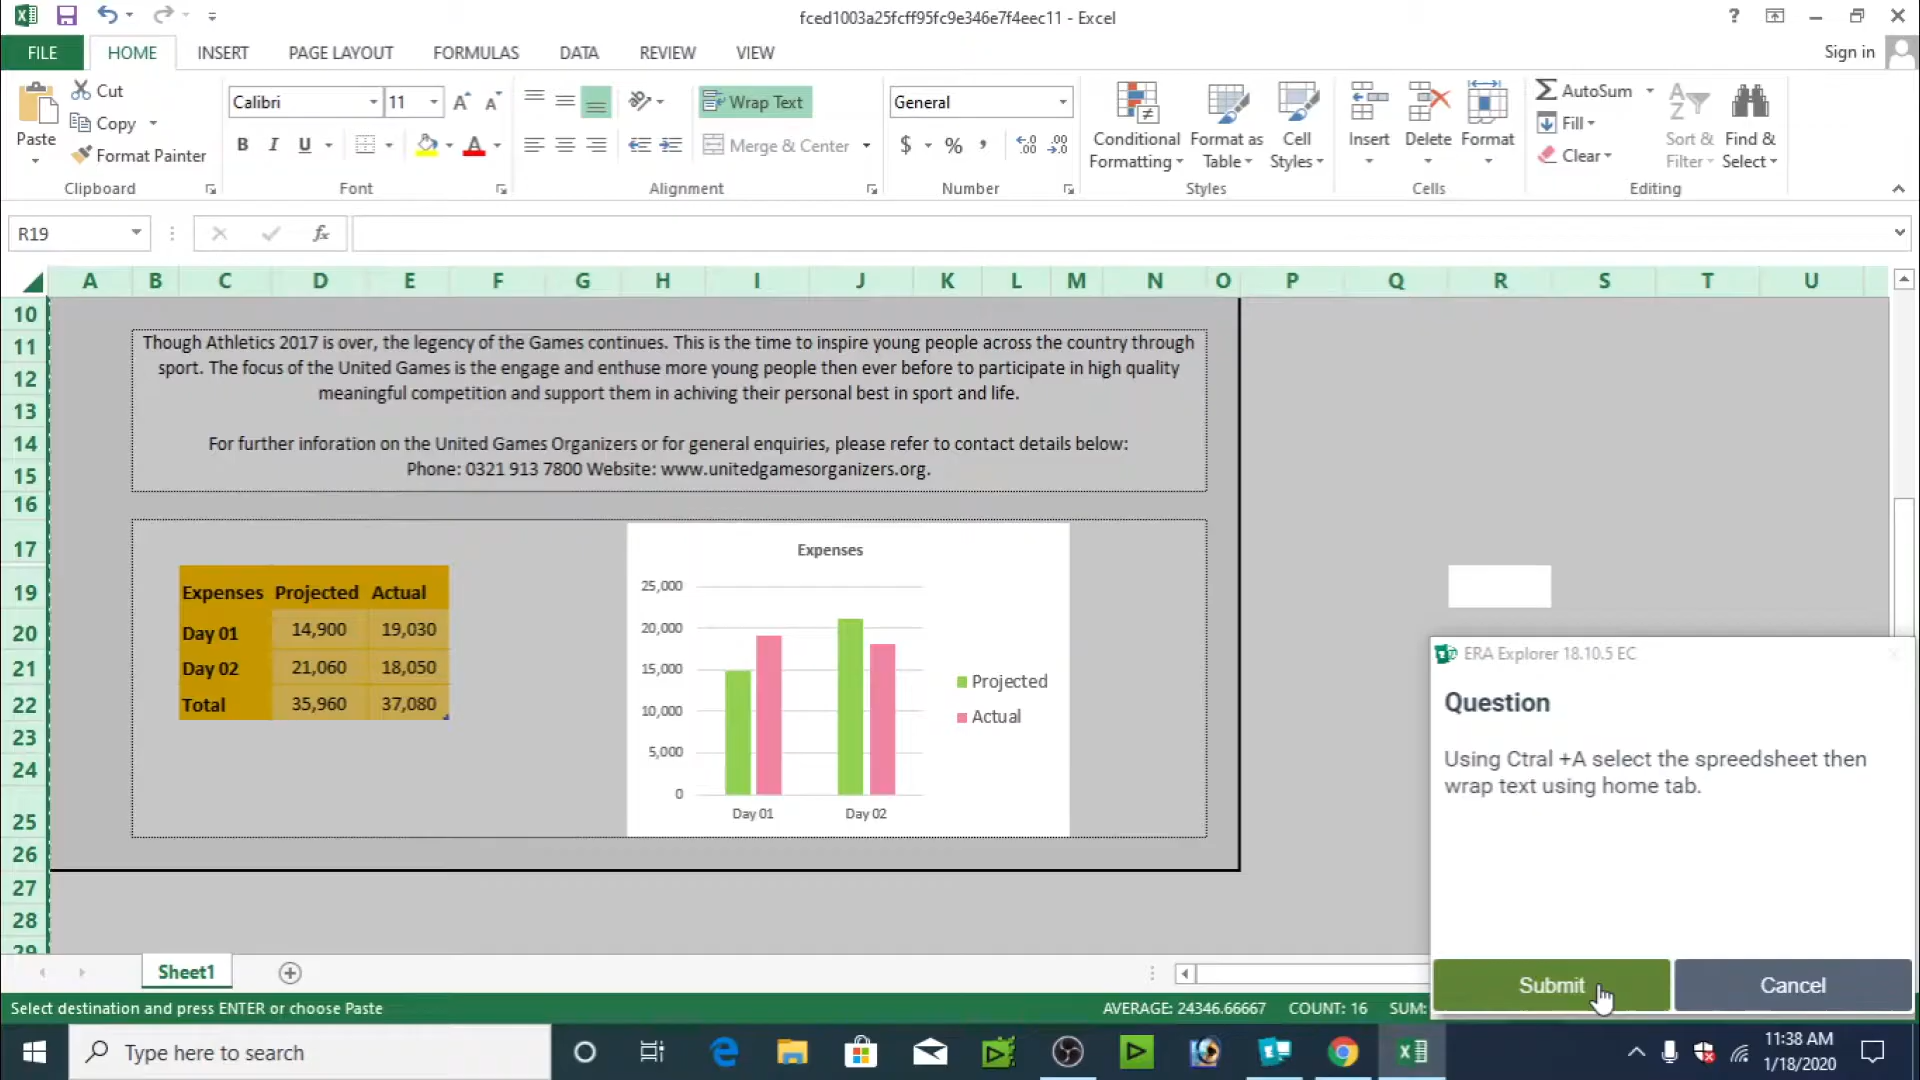 fced1003a25fcff95fc9e346e7f4eec11 - Excel
?
FILE HOME INSERT PAGE LAYOUT FORMULAS DATA REVIEW VIEW
Sign in
Paste
Cut
Copy
Format Painter
Clipboard
Calibri 11
B I U
Font
Wrap Text
Merge & Center
Alignment
General
$ % ,
Number
Conditional Formatting
Format as Table
Cell Styles
Styles
Insert Delete Format
Cells
AutoSum
Fill
Clear
Sort & Filter
Find & Select
Editing
R19
fx
A B C D E F G H I J K L M N O P Q R S T U
10
11
12
13
14
15
16
17
19
20
21
22
23
24
25
26
27
28
29
Though Athletics 2017 is over, the legency of the Games continues. This is the time to inspire young people across the country through
sport. The focus of the United Games is the engage and enthuse more young people then ever before to participate in high quality
meaningful competition and support them in achiving their personal best in sport and life.
For further inforation on the United Games Organizers or for general enquiries, please refer to contact details below:
Phone: 0321 913 7800 Website: www.unitedgamesorganizers.org.
Expenses Projected Actual
Day 01 14,900 19,030
Day 02 21,060 18,050
Total 35,960 37,080
Expenses
25,000
20,000
15,000
10,000
5,000
0
Day 01 Day 02
Projected
Actual
ERA Explorer 18.10.5 EC
Question
Using Ctral +A select the spreedsheet then
wrap text using home tab.
Submit Cancel
Sheet1
Select destination and press ENTER or choose Paste
AVERAGE: 24346.66667 COUNT: 16 SUM:
Type here to search
11:38 AM
1/18/2020